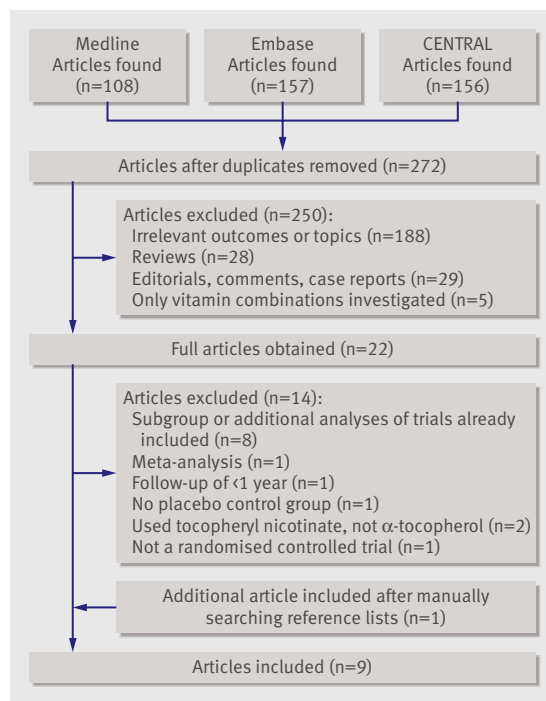 Medline
Articles found
(n=108)
Embase
Articles found
(n=157)
CENTRAL
Articles found
(n=156)
Articles after duplicates removed (n=272)
Articles excluded (n=250):
Irrelevant outcomes or topics (n=188)
Reviews (n=28)
Editorials, comments, case reports (n=29)
Only vitamin combinations investigated (n=5)
Full articles obtained (n=22)
Articles excluded (n=14):
Subgroup or additional analyses of trials already
included (n=8)
Meta-analysis (n=1)
Follow-up of <1 year (n=1)
No placebo control group (n=1)
Used tocopheryl nicotinate, not α-tocopherol (n=2)
Not a randomised controlled trial (n=1)
Additional article included after manually
searching reference lists (n=1)
Articles included (n=9)